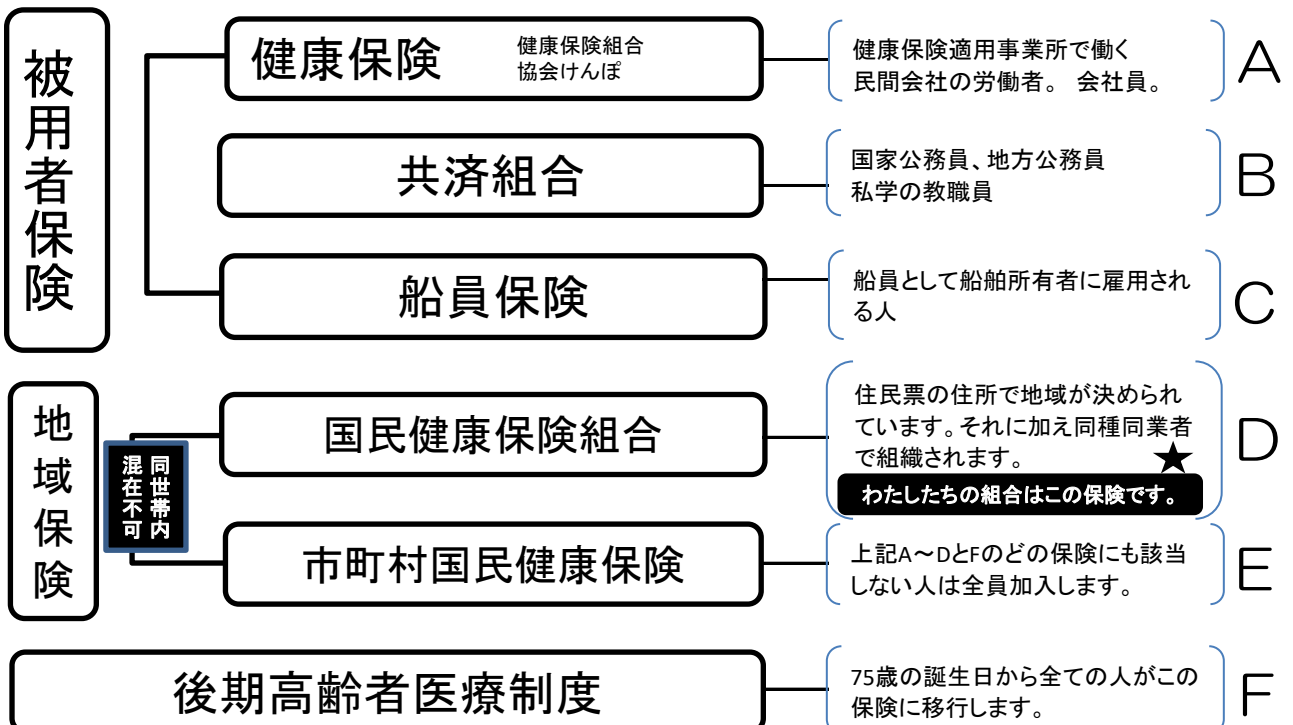 被用者保険
健康保険
健康保険組合
協会けんぽ
健康保険適用事業所で働く
民間会社の労働者。 会社員。
A
共済組合
国家公務員、地方公務員
私学の教職員
B
船員保険
船員として船舶所有者に雇用され
る人
C
地域保険
同世帯内
混在不可
国民健康保険組合
住民票の住所で地域が決められ
ています。それに加え同種同業者
で組織されます。
★
わたしたちの組合はこの保険です。
D
市町村国民健康保険
上記A～DとFのどの保険にも該当
しない人は全員加入します。
E
後期高齢者医療制度
75歳の誕生日から全ての人がこの
保険に移行します。
F